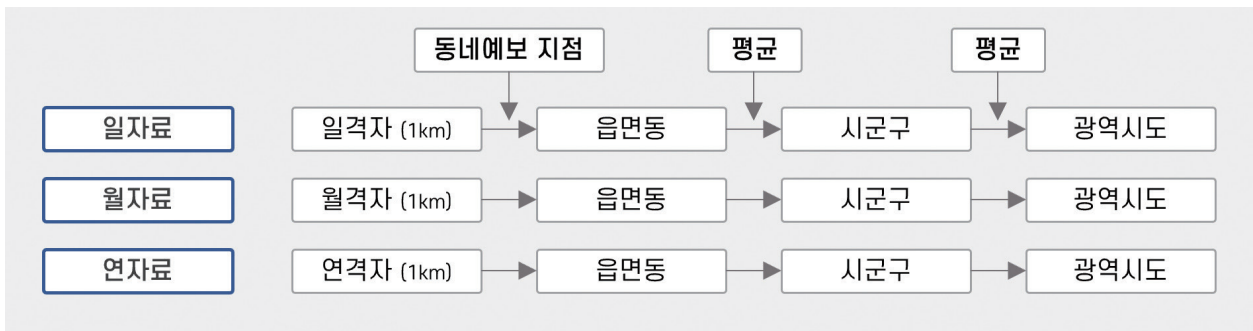 동네예보 지점 평균 평균
일자료 일격자 (1km) 읍면동 시군구 광역시도
월자료 월격자 (1km) 읍면동 시군구 광역시도
연자료 연격자 (1km) 읍면동 시군구 광역시도